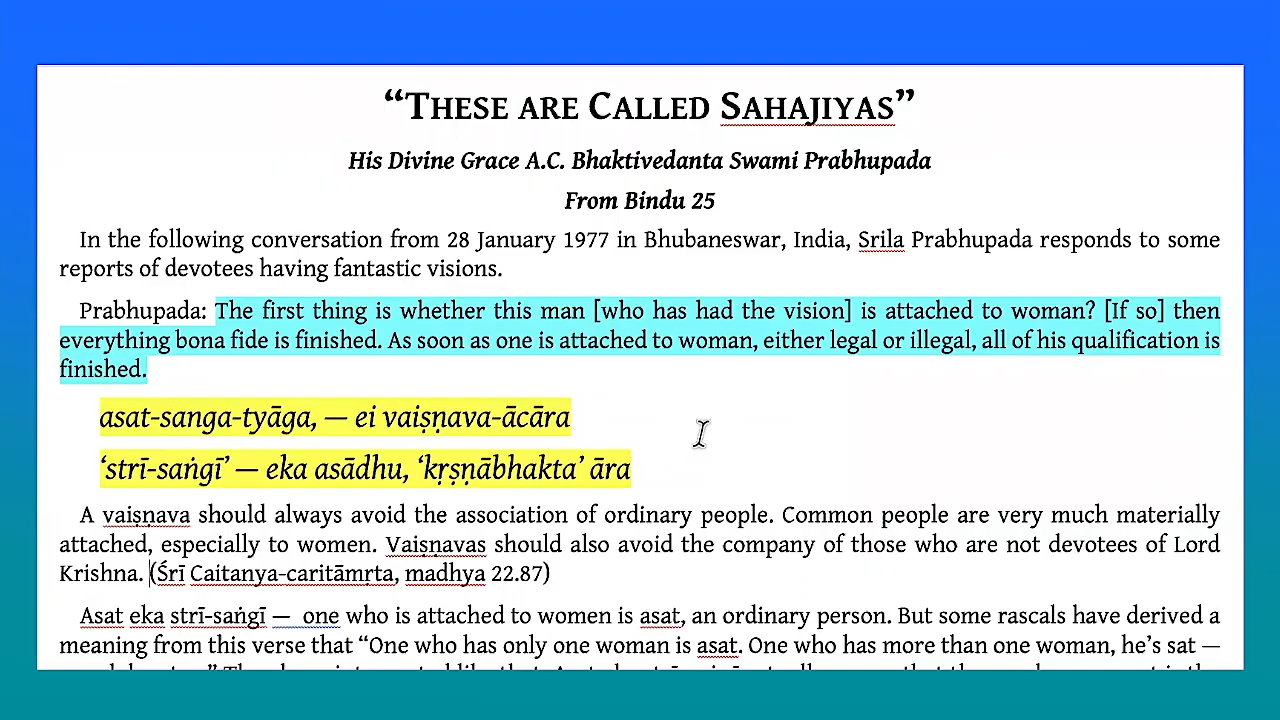 “THESE ARE CALLED SAHAJIYAS”
His Divine Grace A.C. Bhaktivedanta Swami Prabhupada
From Bindu 25
In the following conversation from 28 January 1977 in Bhubaneswar, India, Srila Prabhupada responds to some
reports of devotees having fantastic visions.
Prabhupada: The first thing is whether this man [who has had the vision] is attached to woman? [If so] then
everything bona fide is finished. As soon as one is attached to woman, either legal or illegal, all of his qualification is
finished.
asat-sanga-tyāga, — ei vaiṣṇava-ācāra
‘strī-saṅgī’ — eka asādhu, ‘kṛṣṇābhakta’ āra
A vaiṣṇava should always avoid the association of ordinary people. Common people are very much materially
attached, especially to women. Vaiṣṇavas should also avoid the company of those who are not devotees of Lord
Krishna. (Śrī Caitanya-caritāmṛta, madhya 22.87)
Asat eka strī-saṅgī — one who is attached to women is asat, an ordinary person. But some rascals have derived a
meaning from this verse that “One who has only one woman is asat. One who has more than one woman, he’s sat —